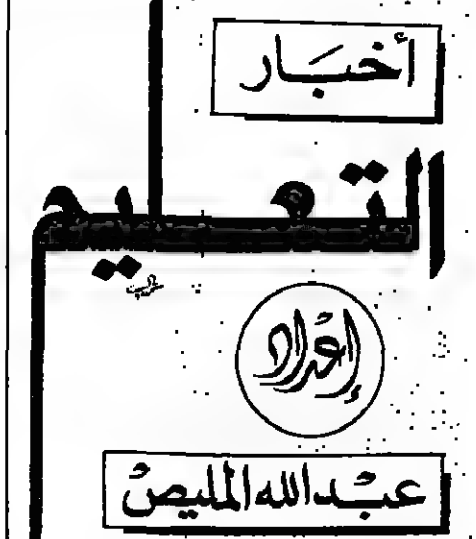 أخبار
التعليم
إعداد
عبدالله المليص